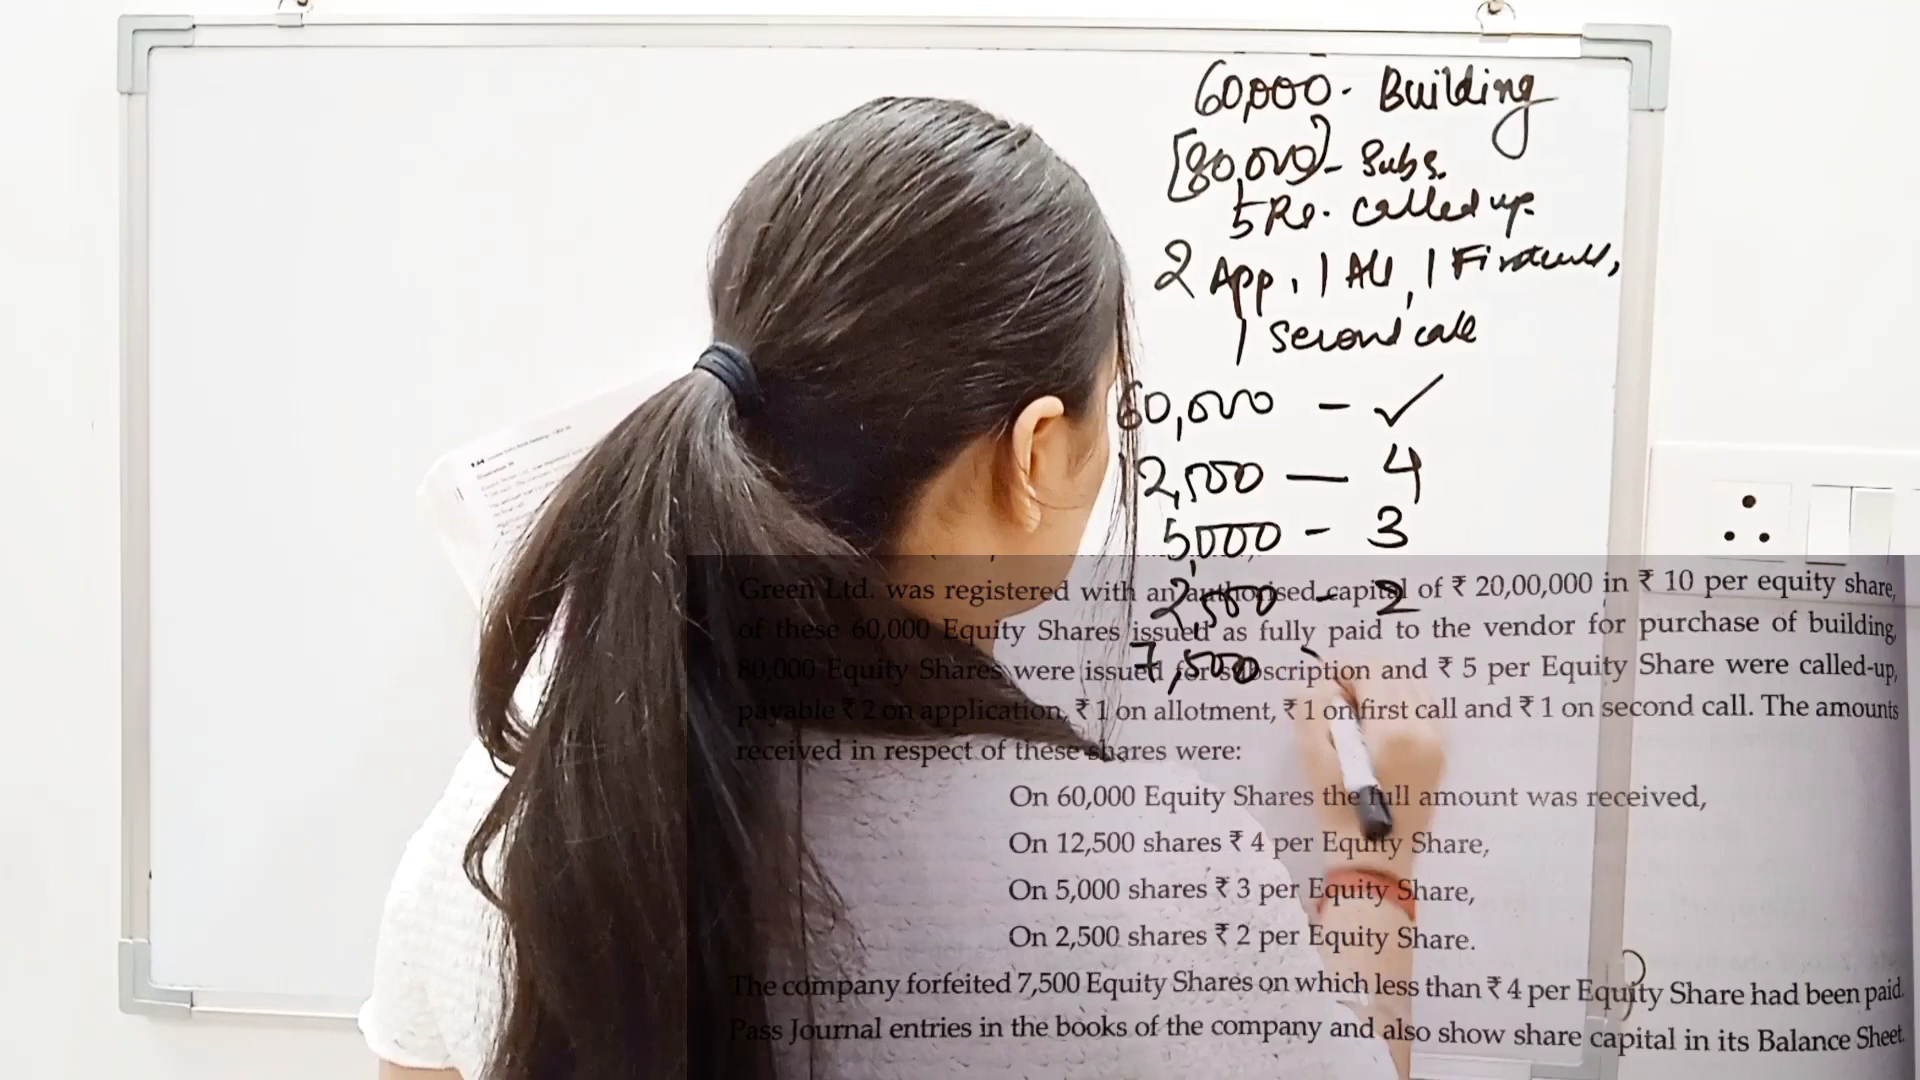 60,000 - Building
[80,000] - Subs.
5 Rs. Called up.
2 App, 1 All, 1 First call,
1 Second call
60,000 - ✓
12,500 - 4
5,000 - 3
2,500 - 2
7,500
Green Ltd. was registered with an authorised capital of ₹ 20,00,000 in ₹ 10 per equity share,
of these 60,000 Equity Shares issued as fully paid to the vendor for purchase of building,
80,000 Equity Shares were issued for subscription and ₹ 5 per Equity Share were called-up,
payable ₹ 2 on application, ₹ 1 on allotment, ₹ 1 on first call and ₹ 1 on second call. The amounts
received in respect of these shares were:
On 60,000 Equity Shares the full amount was received,
On 12,500 shares ₹ 4 per Equity Share,
On 5,000 shares ₹ 3 per Equity Share,
On 2,500 shares ₹ 2 per Equity Share.
The company forfeited 7,500 Equity Shares on which less than ₹ 4 per Equity Share had been paid.
Pass Journal entries in the books of the company and also show share capital in its Balance Sheet.